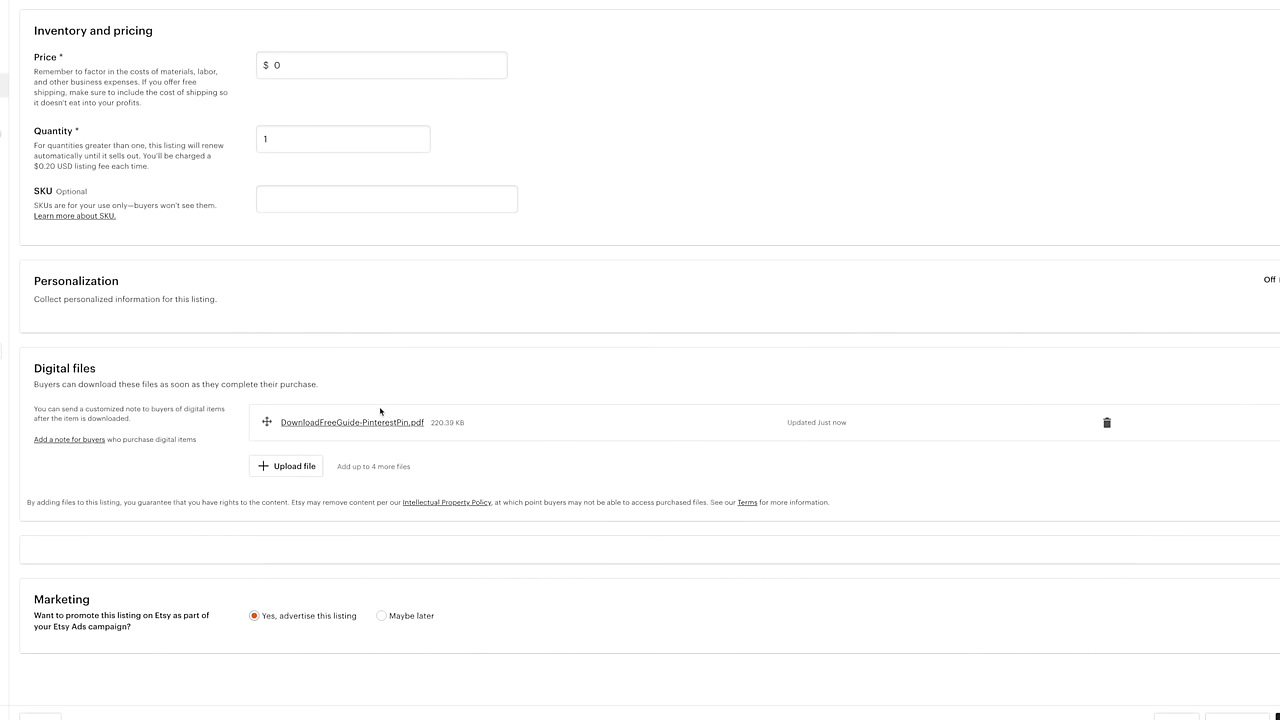 Inventory and pricing
Price *
Remember to factor in the costs of materials, labor,
and other business expenses. If you offer free
shipping, make sure to include the cost of shipping so
it doesn't eat into your profits.
$ 0
Quantity *
For quantities greater than one, this listing will renew
automatically until it sells out. You'll be charged a
$0.20 USD listing fee each time.
1
SKU Optional
SKUs are for your use only—buyers won't see them.
Learn more about SKU.
Personalization
Off
Collect personalized information for this listing.
Digital files
Buyers can download these files as soon as they complete their purchase.
You can send a customized note to buyers of digital items
after the item is downloaded.
Add a note for buyers who purchase digital items
DownloadFreeGuide-PinterestPin.pdf 220.39 KB Updated Just now
Upload file Add up to 4 more files
By adding files to this listing, you guarantee that you have rights to the content. Etsy may remove content per our Intellectual Property Policy, at which point buyers may not be able to access purchased files. See our Terms for more information.
Marketing
Want to promote this listing on Etsy as part of
your Etsy Ads campaign?
Yes, advertise this listing Maybe later